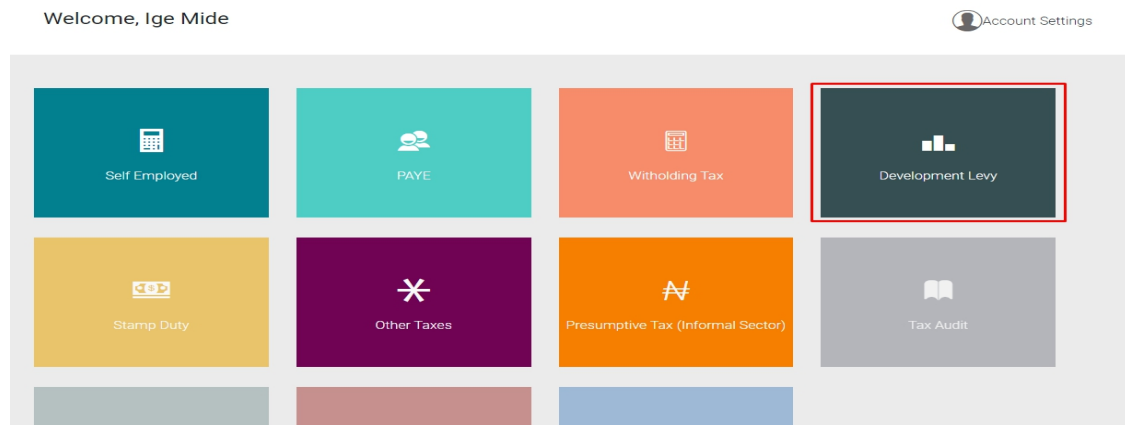 Welcome, Ige Mide
Account Settings
Self Employed
PAYE
Witholding Tax
Development Levy
Stamp Duty
Other Taxes
Presumptive Tax (Informal Sector)
Tax Audit